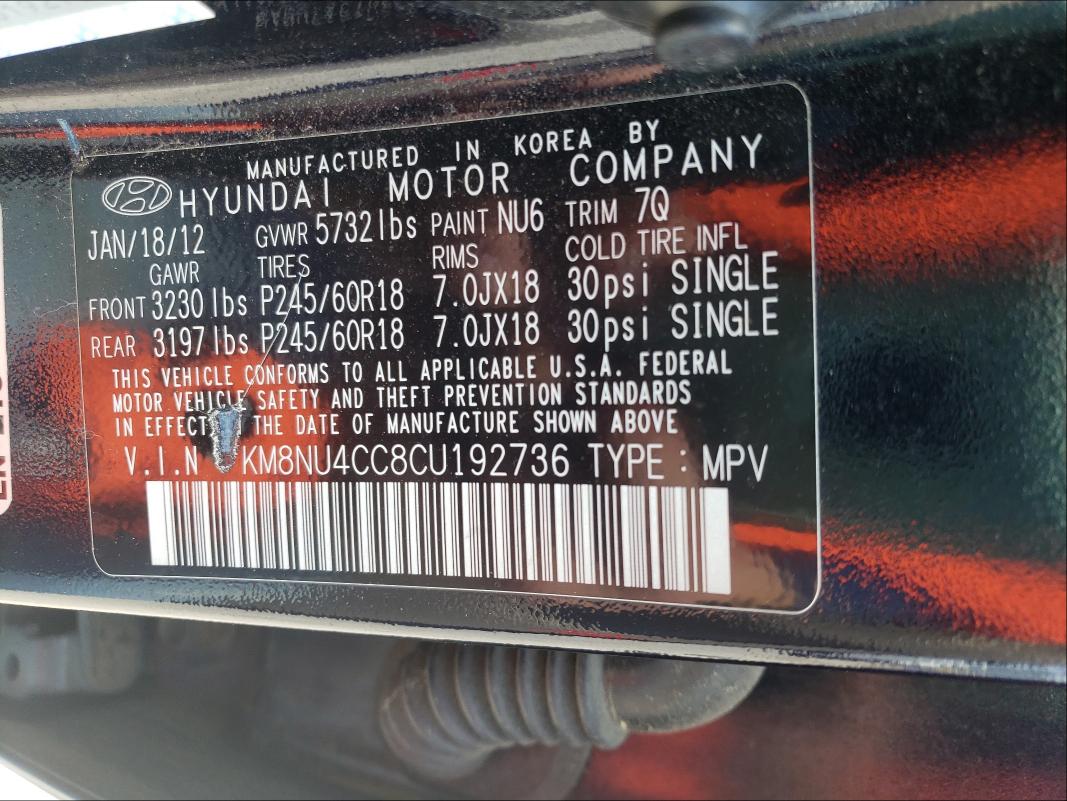 MANUFACTURED IN KOREA BY
HYUNDAI MOTOR COMPANY
JAN/18/12 GVWR 5732lbs PAINT NU6 TRIM 7Q
GAWR TIRES RIMS COLD TIRE INFL
FRONT 3230lbs P245/60R18 7.0JX18 30psi SINGLE
REAR 3197lbs P245/60R18 7.0JX18 30psi SINGLE
THIS VEHICLE CONFORMS TO ALL APPLICABLE U.S.A. FEDERAL
MOTOR VEHICLE SAFETY AND THEFT PREVENTION STANDARDS
IN EFFECT THE DATE OF MANUFACTURE SHOWN ABOVE
V.I.N KM8NU4CC8CU192736 TYPE : MPV